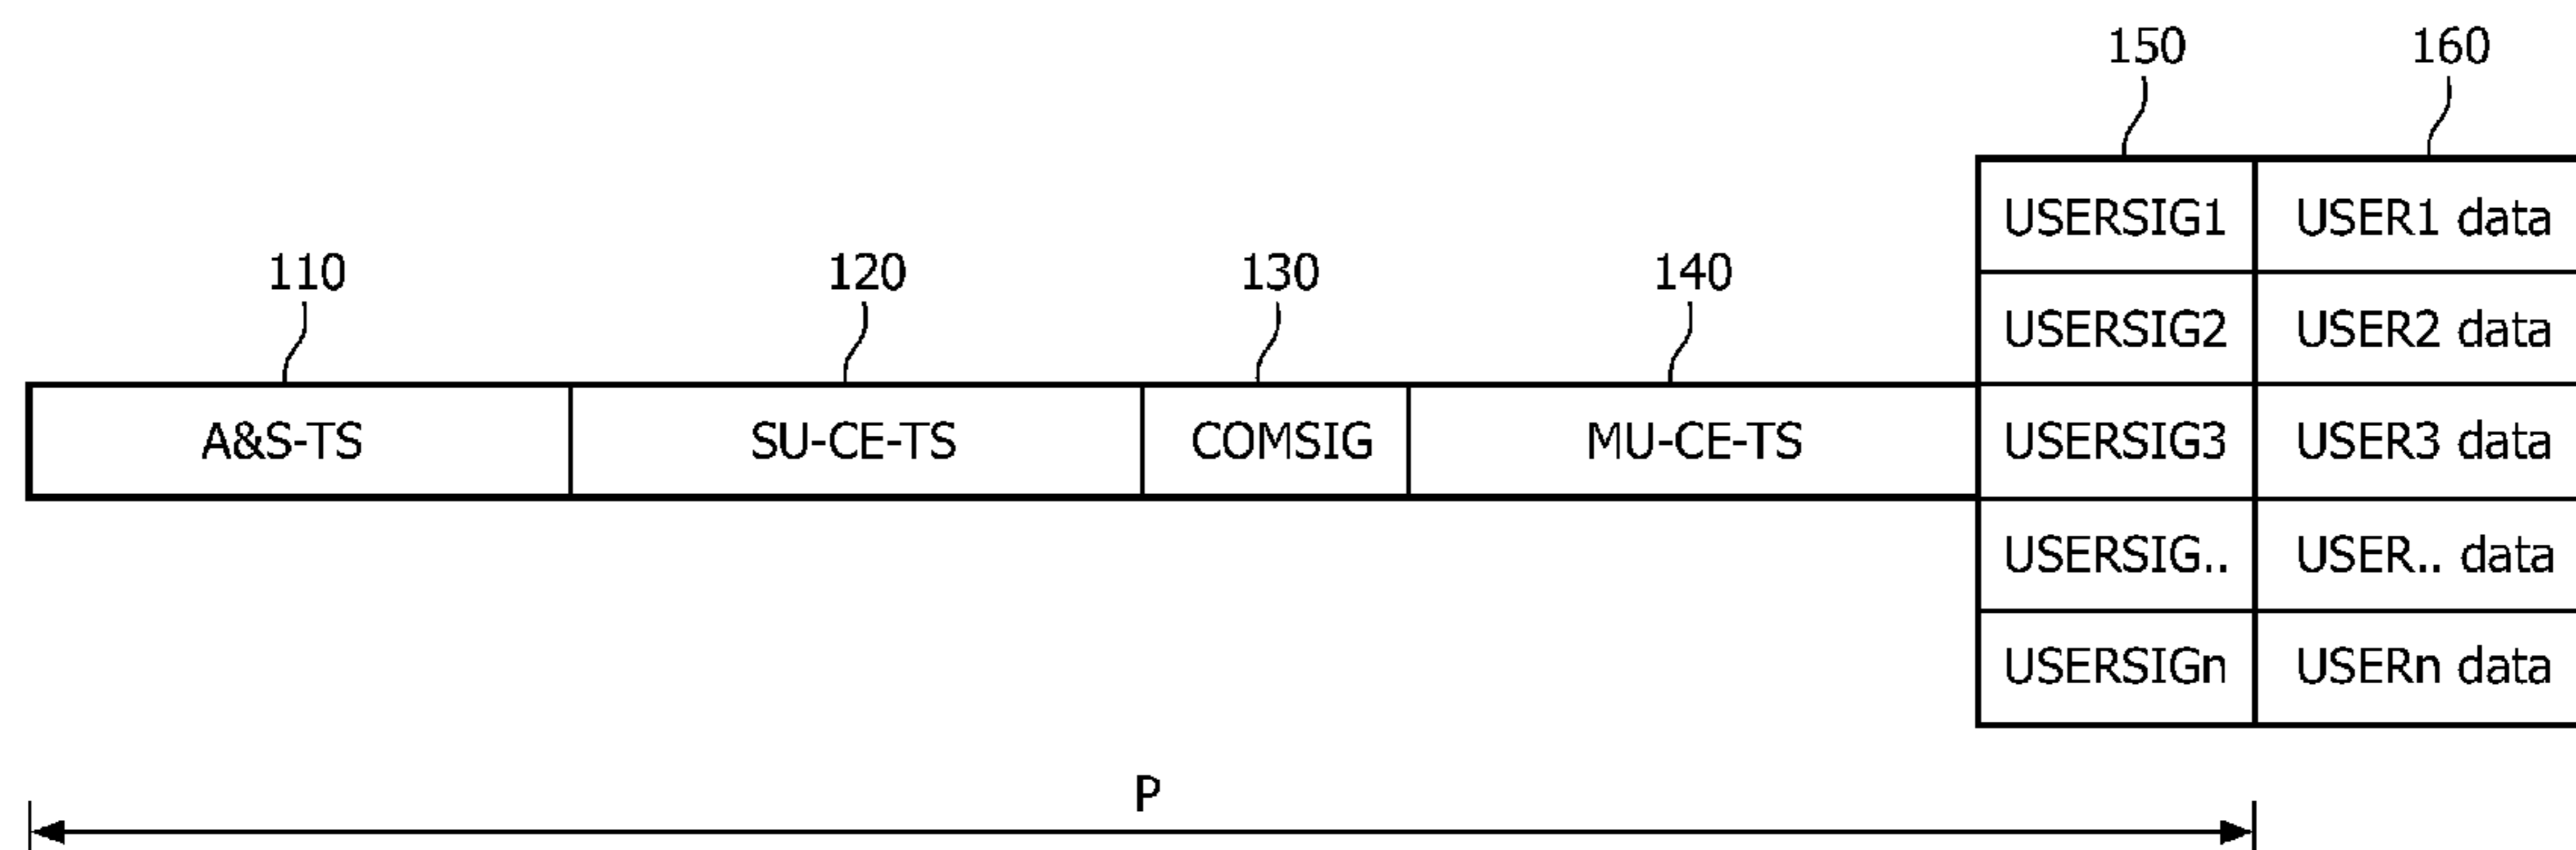 150 160
USERSIG1 USER1 data
110 120 130 140
USERSIG2 USER2 data
A&S-TS SU-CE-TS COMSIG MU-CE-TS USERSIG3 USER3 data
USERSIG.. USER.. data
USERSIGn USERn data
P